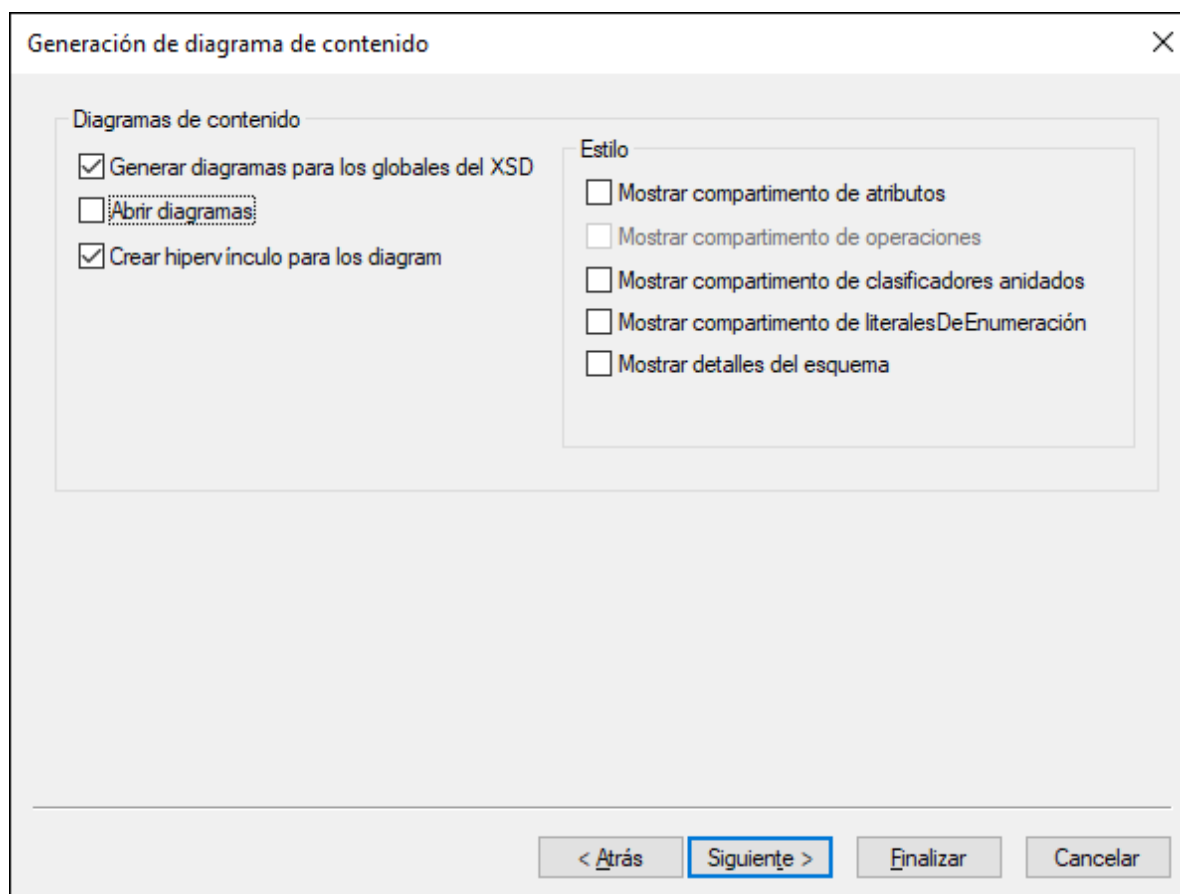 Generación de diagrama de contenido
Diagramas de contenido
Generar diagramas para los globales del XSD
Abrir diagramas
Crear hipervínculo para los diagram
Estilo
Mostrar compartimento de atributos
Mostrar compartimento de operaciones
Mostrar compartimento de clasificadores anidados
Mostrar compartimento de literalesDeEnumeración
Mostrar detalles del esquema
< Atrás
Siguiente >
Finalizar
Cancelar